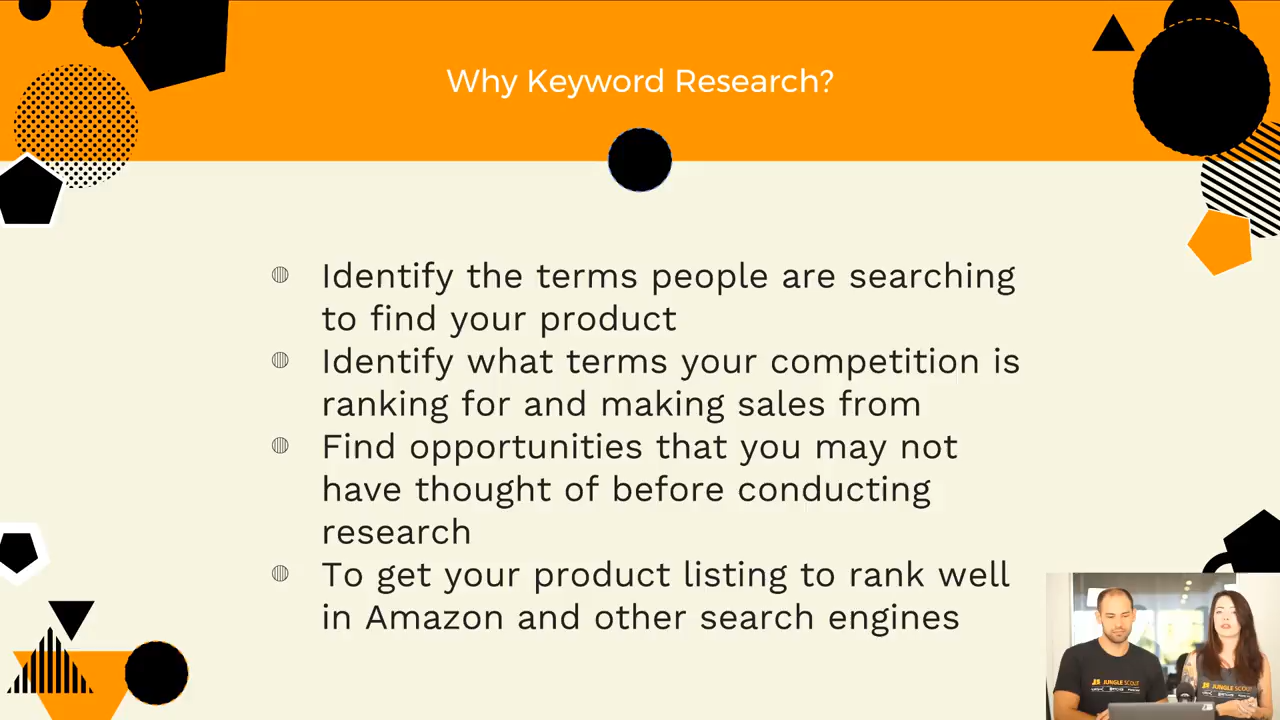 Why Keyword Research?
Identify the terms people are searching
to find your product
Identify what terms your competition is
ranking for and making sales from
Find opportunities that you may not
have thought of before conducting
research
To get your product listing to rank well
in Amazon and other search engines
JUNGLE SCOUT
JUNGLE SCOUT